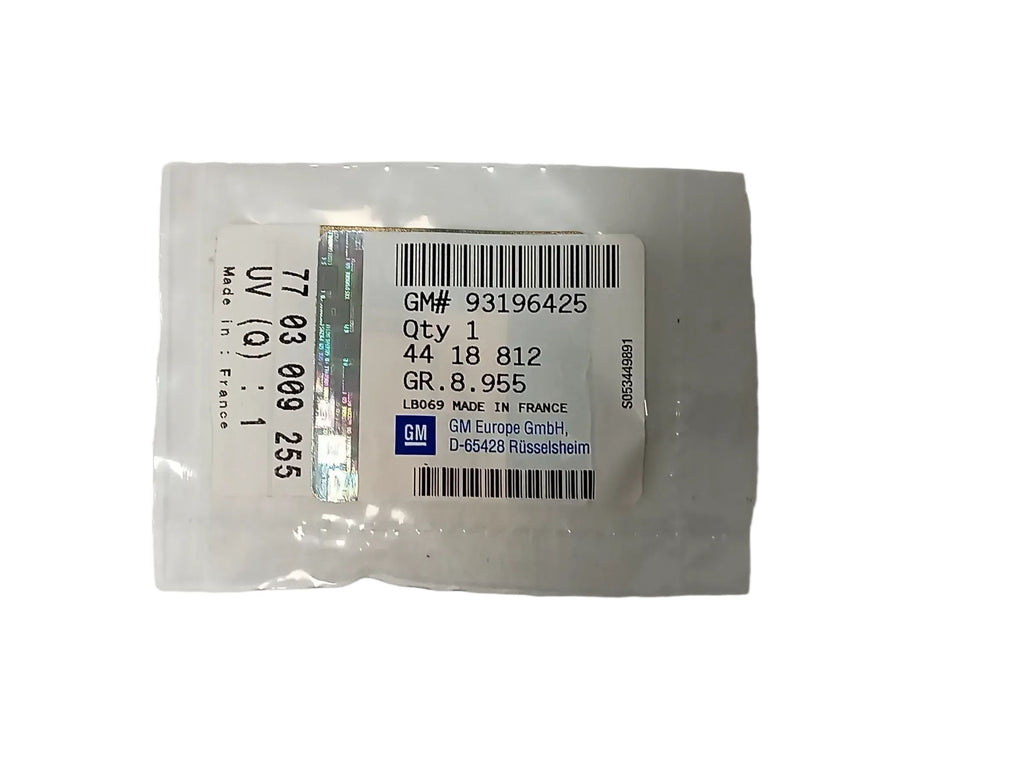 GM# 93196425
Qty 1
44 18 812
GR.8.955
LB069 MADE IN FRANCE
GM
GM Europe GmbH,
D-65428 Rüsselsheim
S053449891
77 03 009 255
UV (Q) : 1
Made in : France